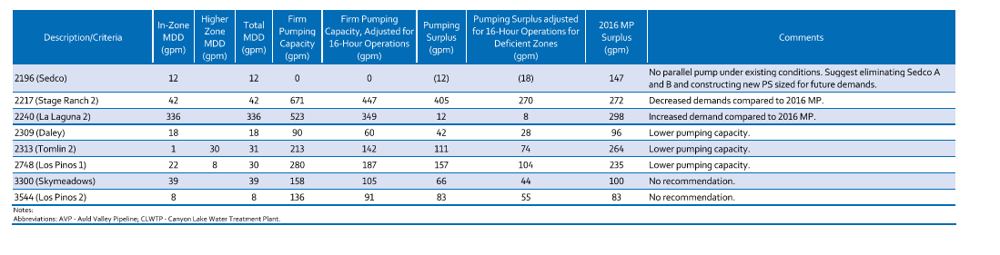 Description/Criteria In-Zone MDD (gpm) Higher Zone MDD (gpm) Total MDD (gpm) Firm Pumping Capacity (gpm) Firm Pumping Capacity, Adjusted for 16-Hour Operations (gpm) Pumping Surplus (gpm) Pumping Surplus adjusted for 16-Hour Operations for Deficient Zones (gpm) 2016 MP Surplus (gpm) Comments
2196 (Sedco) 12 12 0 0 (12) (18) 147 No parallel pump under existing conditions. Suggest eliminating Sedco A
and B and constructing new PS sized for future demands.
2217 (Stage Ranch 2) 42 42 671 447 405 270 272 Decreased demands compared to 2016 MP.
2240 (La Laguna 2) 336 336 523 349 12 8 298 Increased demand compared to 2016 MP.
2309 (Daley) 18 18 90 60 42 28 96 Lower pumping capacity.
2313 (Tomlin 2) 1 30 31 213 142 111 74 264 Lower pumping capacity.
2748 (Los Pinos 1) 22 8 30 280 187 157 104 235 Lower pumping capacity.
3300 (Skymeadows) 39 39 158 105 66 44 100 No recommendation.
3544 (Los Pinos 2) 8 8 136 91 83 55 83 No recommendation.
Notes:
Abbreviations: AVP - Auld Valley Pipeline; CLWTP - Canyon Lake Water Treatment Plant.